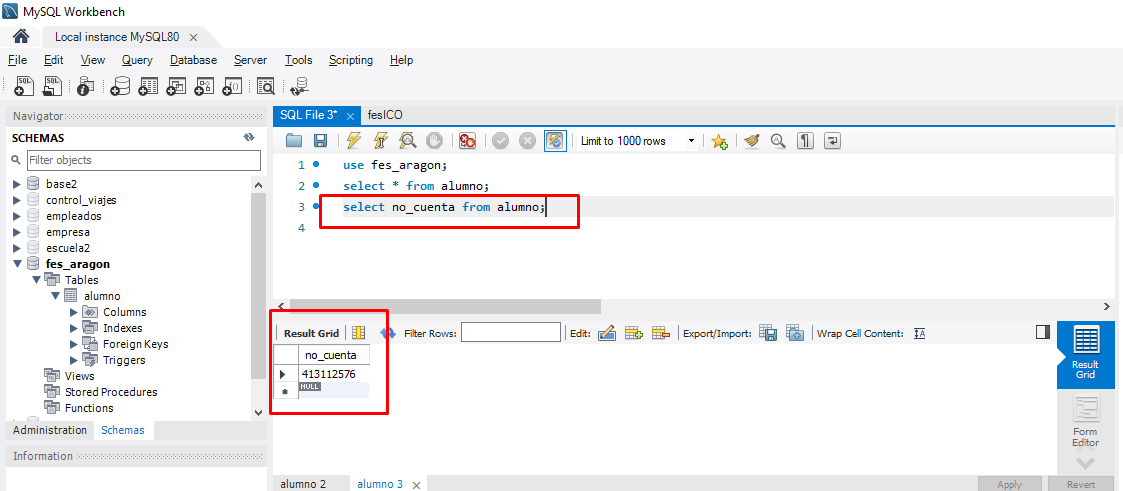 MySQL Workbench
Local instance MySQL80
File Edit View Query Database Server Tools Scripting Help
Navigator
SCHEMAS
Filter objects
base2
control_viajes
empleados
empresa
escuela2
fes_aragon
Tables
alumno
Columns
Indexes
Foreign Keys
Triggers
Views
Stored Procedures
Functions
Administration Schemas
Information
SQL File 3* fesICO
Limit to 1000 rows
1 use fes_aragon;
2 select * from alumno;
3 select no_cuenta from alumno;
4
Result Grid Filter Rows: Edit: Export/Import: Wrap Cell Content:
no_cuenta
413112576
NULL
Result
Grid
Form
Editor
alumno 2 alumno 3
Apply Revert